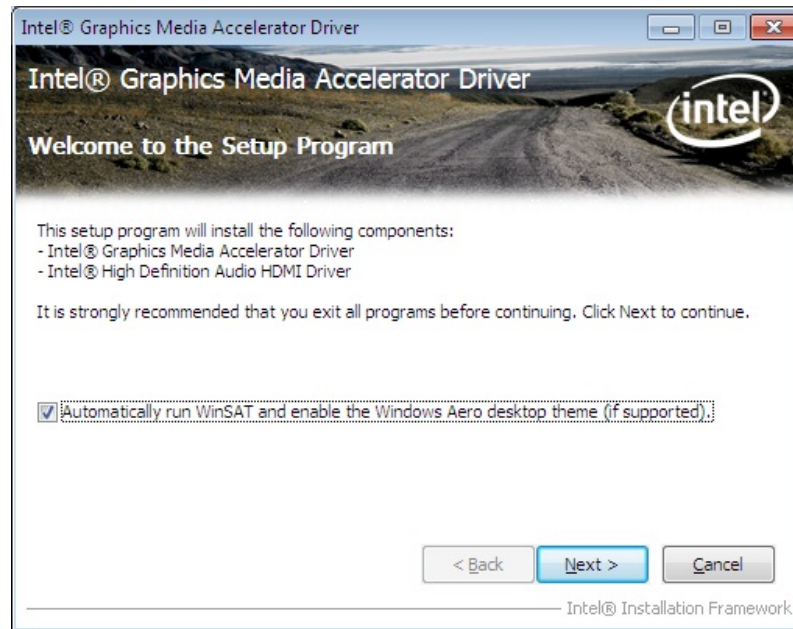 Intel® Graphics Media Accelerator Driver
Intel® Graphics Media Accelerator Driver
intel
Welcome to the Setup Program
This setup program will install the following components:
- Intel® Graphics Media Accelerator Driver
- Intel® High Definition Audio HDMI Driver
It is strongly recommended that you exit all programs before continuing. Click Next to continue.
Automatically run WinSAT and enable the Windows Aero desktop theme (if supported).
< Back Next > Cancel
Intel® Installation Framework